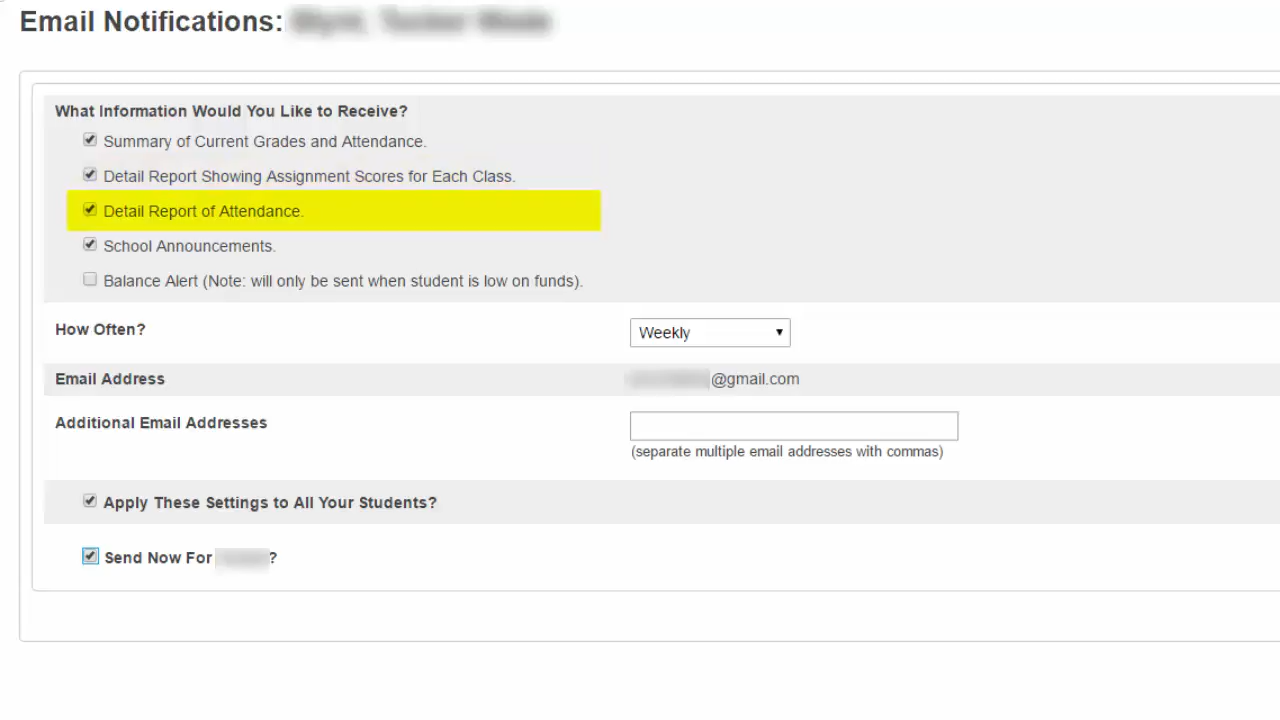 Email Notifications:
What Information Would You Like to Receive?
Summary of Current Grades and Attendance.
Detail Report Showing Assignment Scores for Each Class.
Detail Report of Attendance.
School Announcements.
Balance Alert (Note: will only be sent when student is low on funds).
How Often? Weekly
Email Address @gmail.com
Additional Email Addresses
(separate multiple email addresses with commas)
Apply These Settings to All Your Students?
Send Now For ?